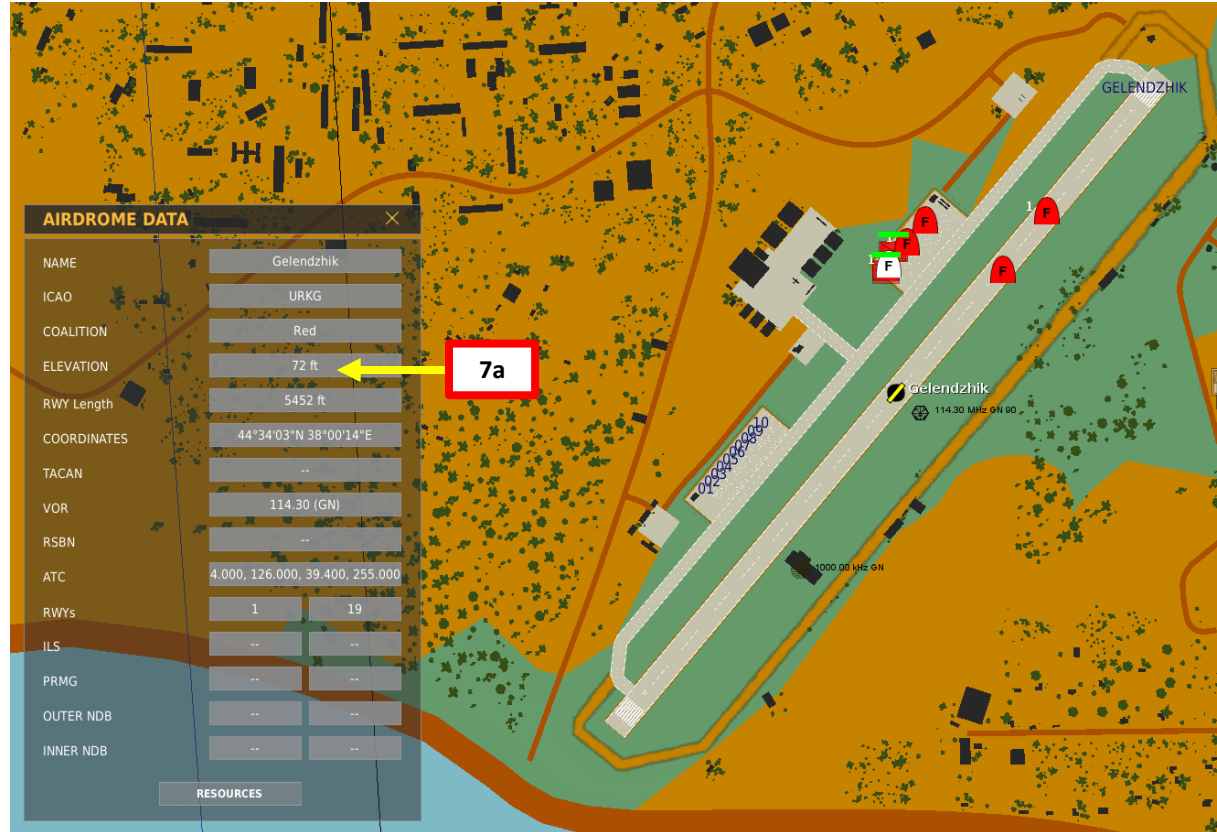 AIRDROME DATA
NAME Gelendzhik
ICAO URKG
COALITION Red
ELEVATION 72 ft
7a
RWY Length 5452 ft
COORDINATES 44°34'03"N 38°00'14"E
TACAN --
VOR 114.30 (GN)
RSBN --
ATC 4.000, 126.000, 39.400, 255.000
RWYs 1 19
ILS -- --
PRMG -- --
OUTER NDB -- --
INNER NDB -- --
RESOURCES
GELENDZHIK
1 F
F
F
1 F
F
Gelendzhik
114.30 MHz GN 90
10
01
1000.00 kHz GN